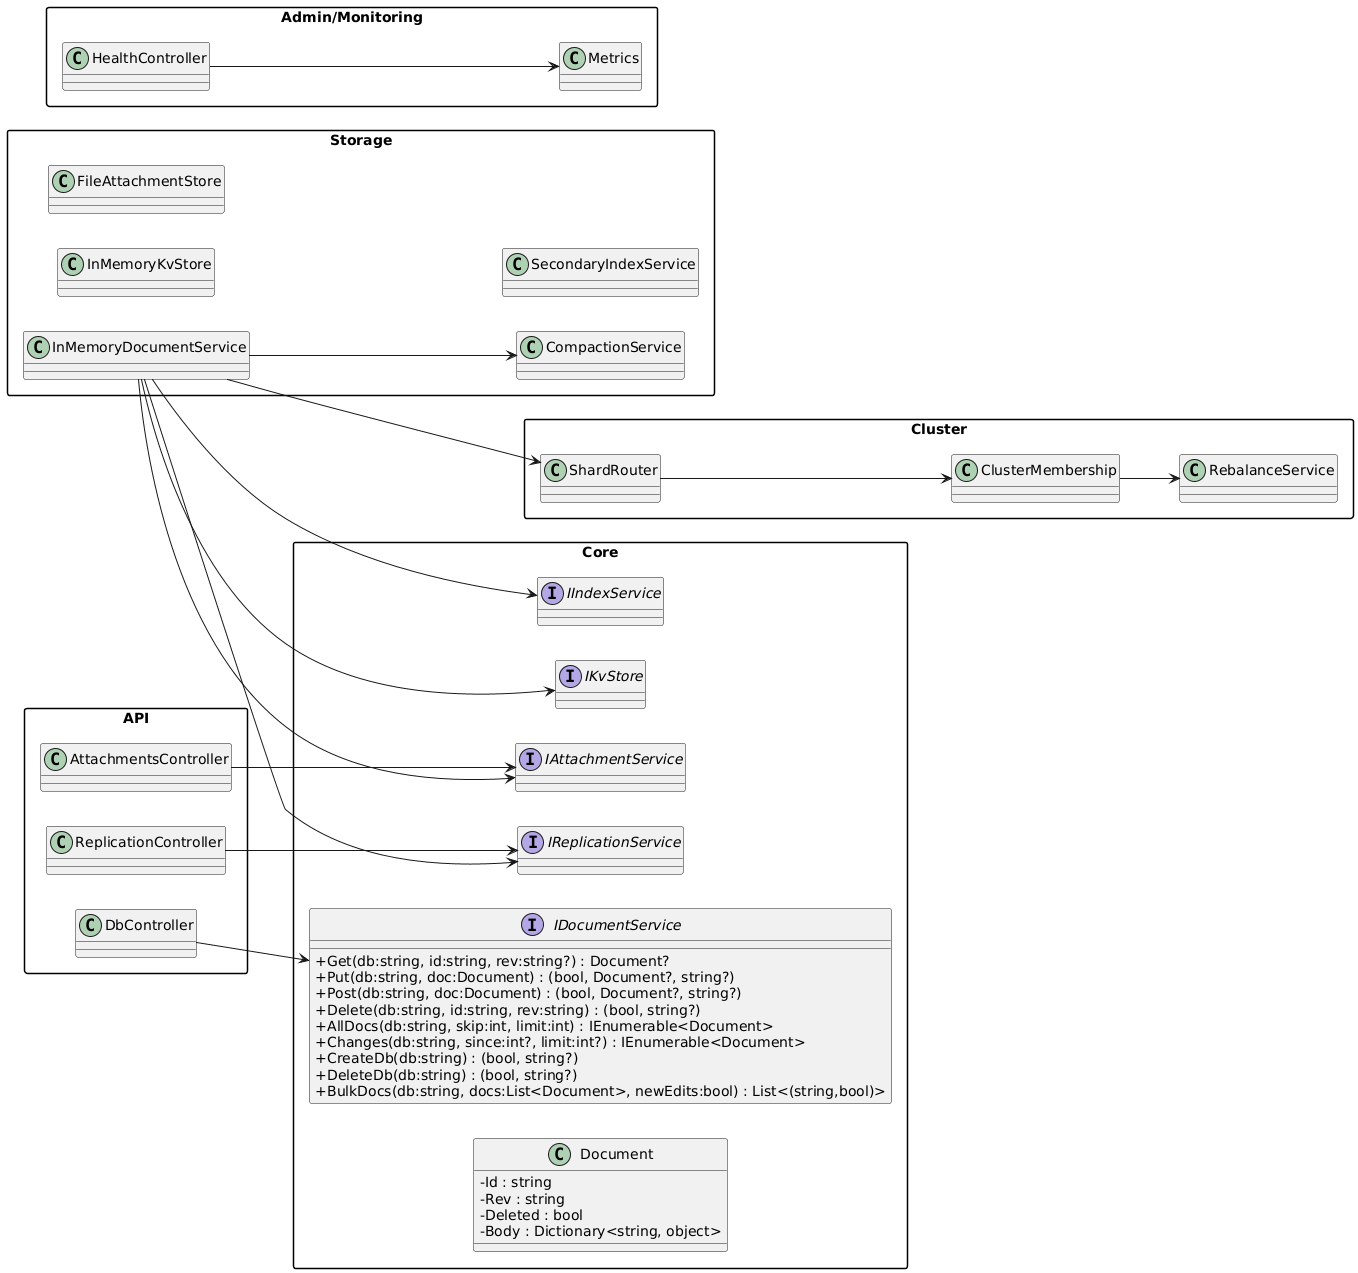 Admin/Monitoring
C HealthController
C Metrics
Storage
C FileAttachmentStore
C InMemoryKvStore
C SecondaryIndexService
C InMemoryDocumentService
C CompactionService
Cluster
C ShardRouter
C ClusterMembership
C RebalanceService
Core
I IIndexService
I IKvStore
API
C AttachmentsController
I IAttachmentService
C ReplicationController
I IReplicationService
C DbController
I IDocumentService
+Get(db:string, id:string, rev:string?) : Document?
+Put(db:string, doc:Document) : (bool, Document?, string?)
+Post(db:string, doc:Document) : (bool, Document?, string?)
+Delete(db:string, id:string, rev:string) : (bool, string?)
+AllDocs(db:string, skip:int, limit:int) : IEnumerable<Document>
+Changes(db:string, since:int?, limit:int?) : IEnumerable<Document>
+CreateDb(db:string) : (bool, string?)
+DeleteDb(db:string) : (bool, string?)
+BulkDocs(db:string, docs:List<Document>, newEdits:bool) : List<(string,bool)>
C Document
-Id : string
-Rev : string
-Deleted : bool
-Body : Dictionary<string, object>